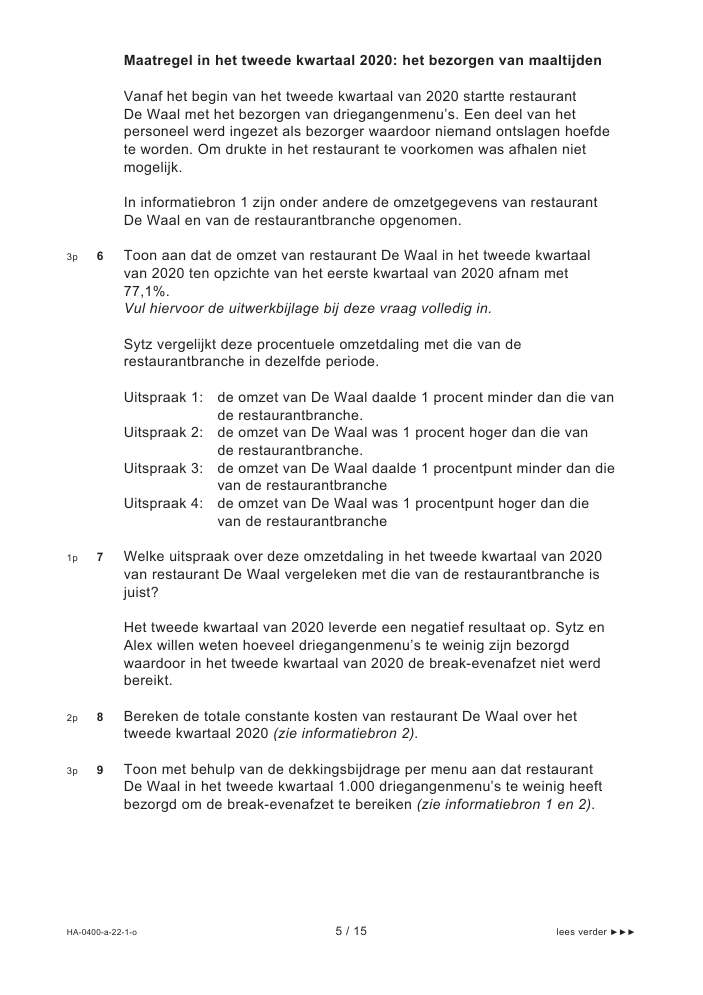 Maatregel in het tweede kwartaal 2020: het bezorgen van maaltijden
Vanaf het begin van het tweede kwartaal van 2020 startte restaurant
De Waal met het bezorgen van driegangenmenu’s. Een deel van het
personeel werd ingezet als bezorger waardoor niemand ontslagen hoefde
te worden. Om drukte in het restaurant te voorkomen was afhalen niet
mogelijk.
In informatiebron 1 zijn onder andere de omzetgegevens van restaurant
De Waal en van de restaurantbranche opgenomen.
3p 6 Toon aan dat de omzet van restaurant De Waal in het tweede kwartaal
van 2020 ten opzichte van het eerste kwartaal van 2020 afnam met
77,1%.
Vul hiervoor de uitwerkbijlage bij deze vraag volledig in.
Sytz vergelijkt deze procentuele omzetdaling met die van de
restaurantbranche in dezelfde periode.
Uitspraak 1: de omzet van De Waal daalde 1 procent minder dan die van
de restaurantbranche.
Uitspraak 2: de omzet van De Waal was 1 procent hoger dan die van
de restaurantbranche.
Uitspraak 3: de omzet van De Waal daalde 1 procentpunt minder dan die
van de restaurantbranche
Uitspraak 4: de omzet van De Waal was 1 procentpunt hoger dan die
van de restaurantbranche
1p 7 Welke uitspraak over deze omzetdaling in het tweede kwartaal van 2020
van restaurant De Waal vergeleken met die van de restaurantbranche is
juist?
Het tweede kwartaal van 2020 leverde een negatief resultaat op. Sytz en
Alex willen weten hoeveel driegangenmenu’s te weinig zijn bezorgd
waardoor in het tweede kwartaal van 2020 de break-evenafzet niet werd
bereikt.
2p 8 Bereken de totale constante kosten van restaurant De Waal over het
tweede kwartaal 2020 (zie informatiebron 2).
3p 9 Toon met behulp van de dekkingsbijdrage per menu aan dat restaurant
De Waal in het tweede kwartaal 1.000 driegangenmenu’s te weinig heeft
bezorgd om de break-evenafzet te bereiken (zie informatiebron 1 en 2).
HA-0400-a-22-1-o 5 / 15 lees verder ►►►